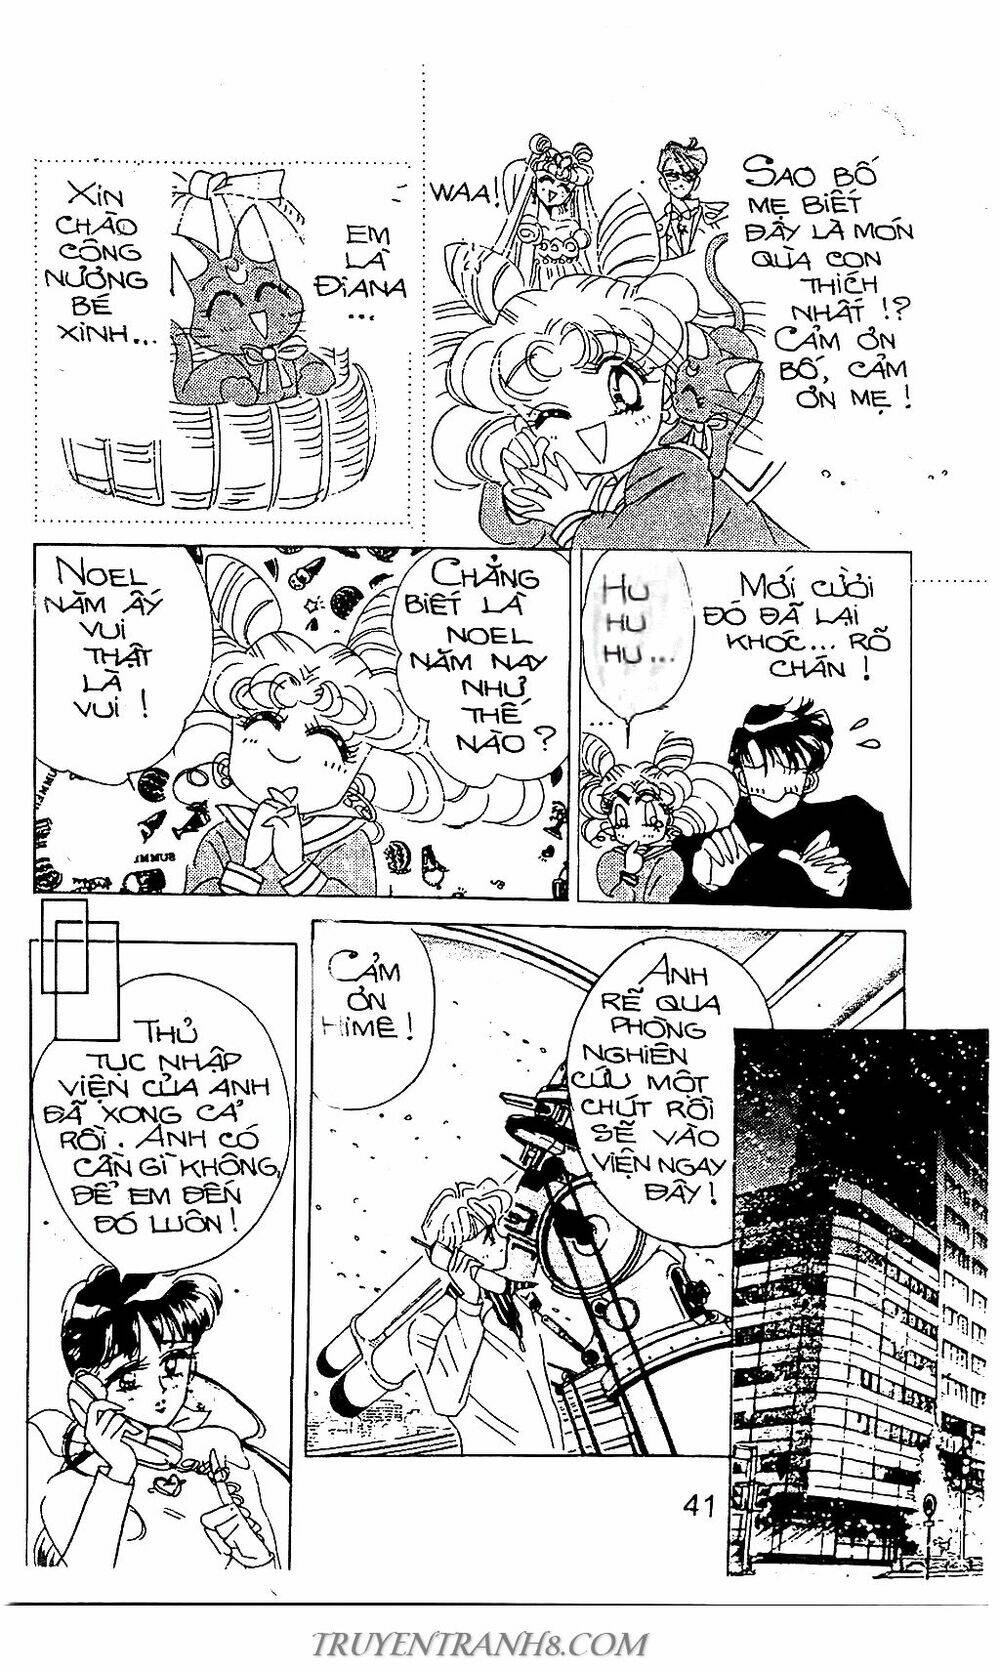 XIN
CHÀO
CÔNG
NƯƠNG
BÉ
XINH...
EM
LÀ
ĐIANA
...
WAA!
SAO BỐ
MẸ BIẾT
ĐÂY LÀ MÓN
QÙA CON
THÍCH
NHẤT!?
CẢM ƠN
BỐ, CẢM
ƠN MẸ!
NOEL
NĂM ẤY
VUI
THẬT
LÀ
VUI!
CHẲNG
BIẾT LÀ
NOEL
NĂM NAY
NHƯ
THẾ
NÀO?
HU
HU
HU...
...
MỚI CƯỜI
ĐÓ ĐÃ LẠI
KHÓC... RÕ
CHÁN!
THỦ
TỤC NHẬP
VIỆN CỦA ANH
ĐÃ XONG CẢ
RỒI. ANH CÓ
CẦN GÌ KHÔNG,
ĐỂ EM ĐẾN
ĐÓ LUÔN!
CẢM
ƠN
HIME!
ANH
RẼ QUA
PHÒNG
NGHIÊN
CỨU MỘT
CHÚT RỒI
SẼ VÀO
VIỆN NGAY
ĐÂY!
41
TRUYENTRANH8.COM